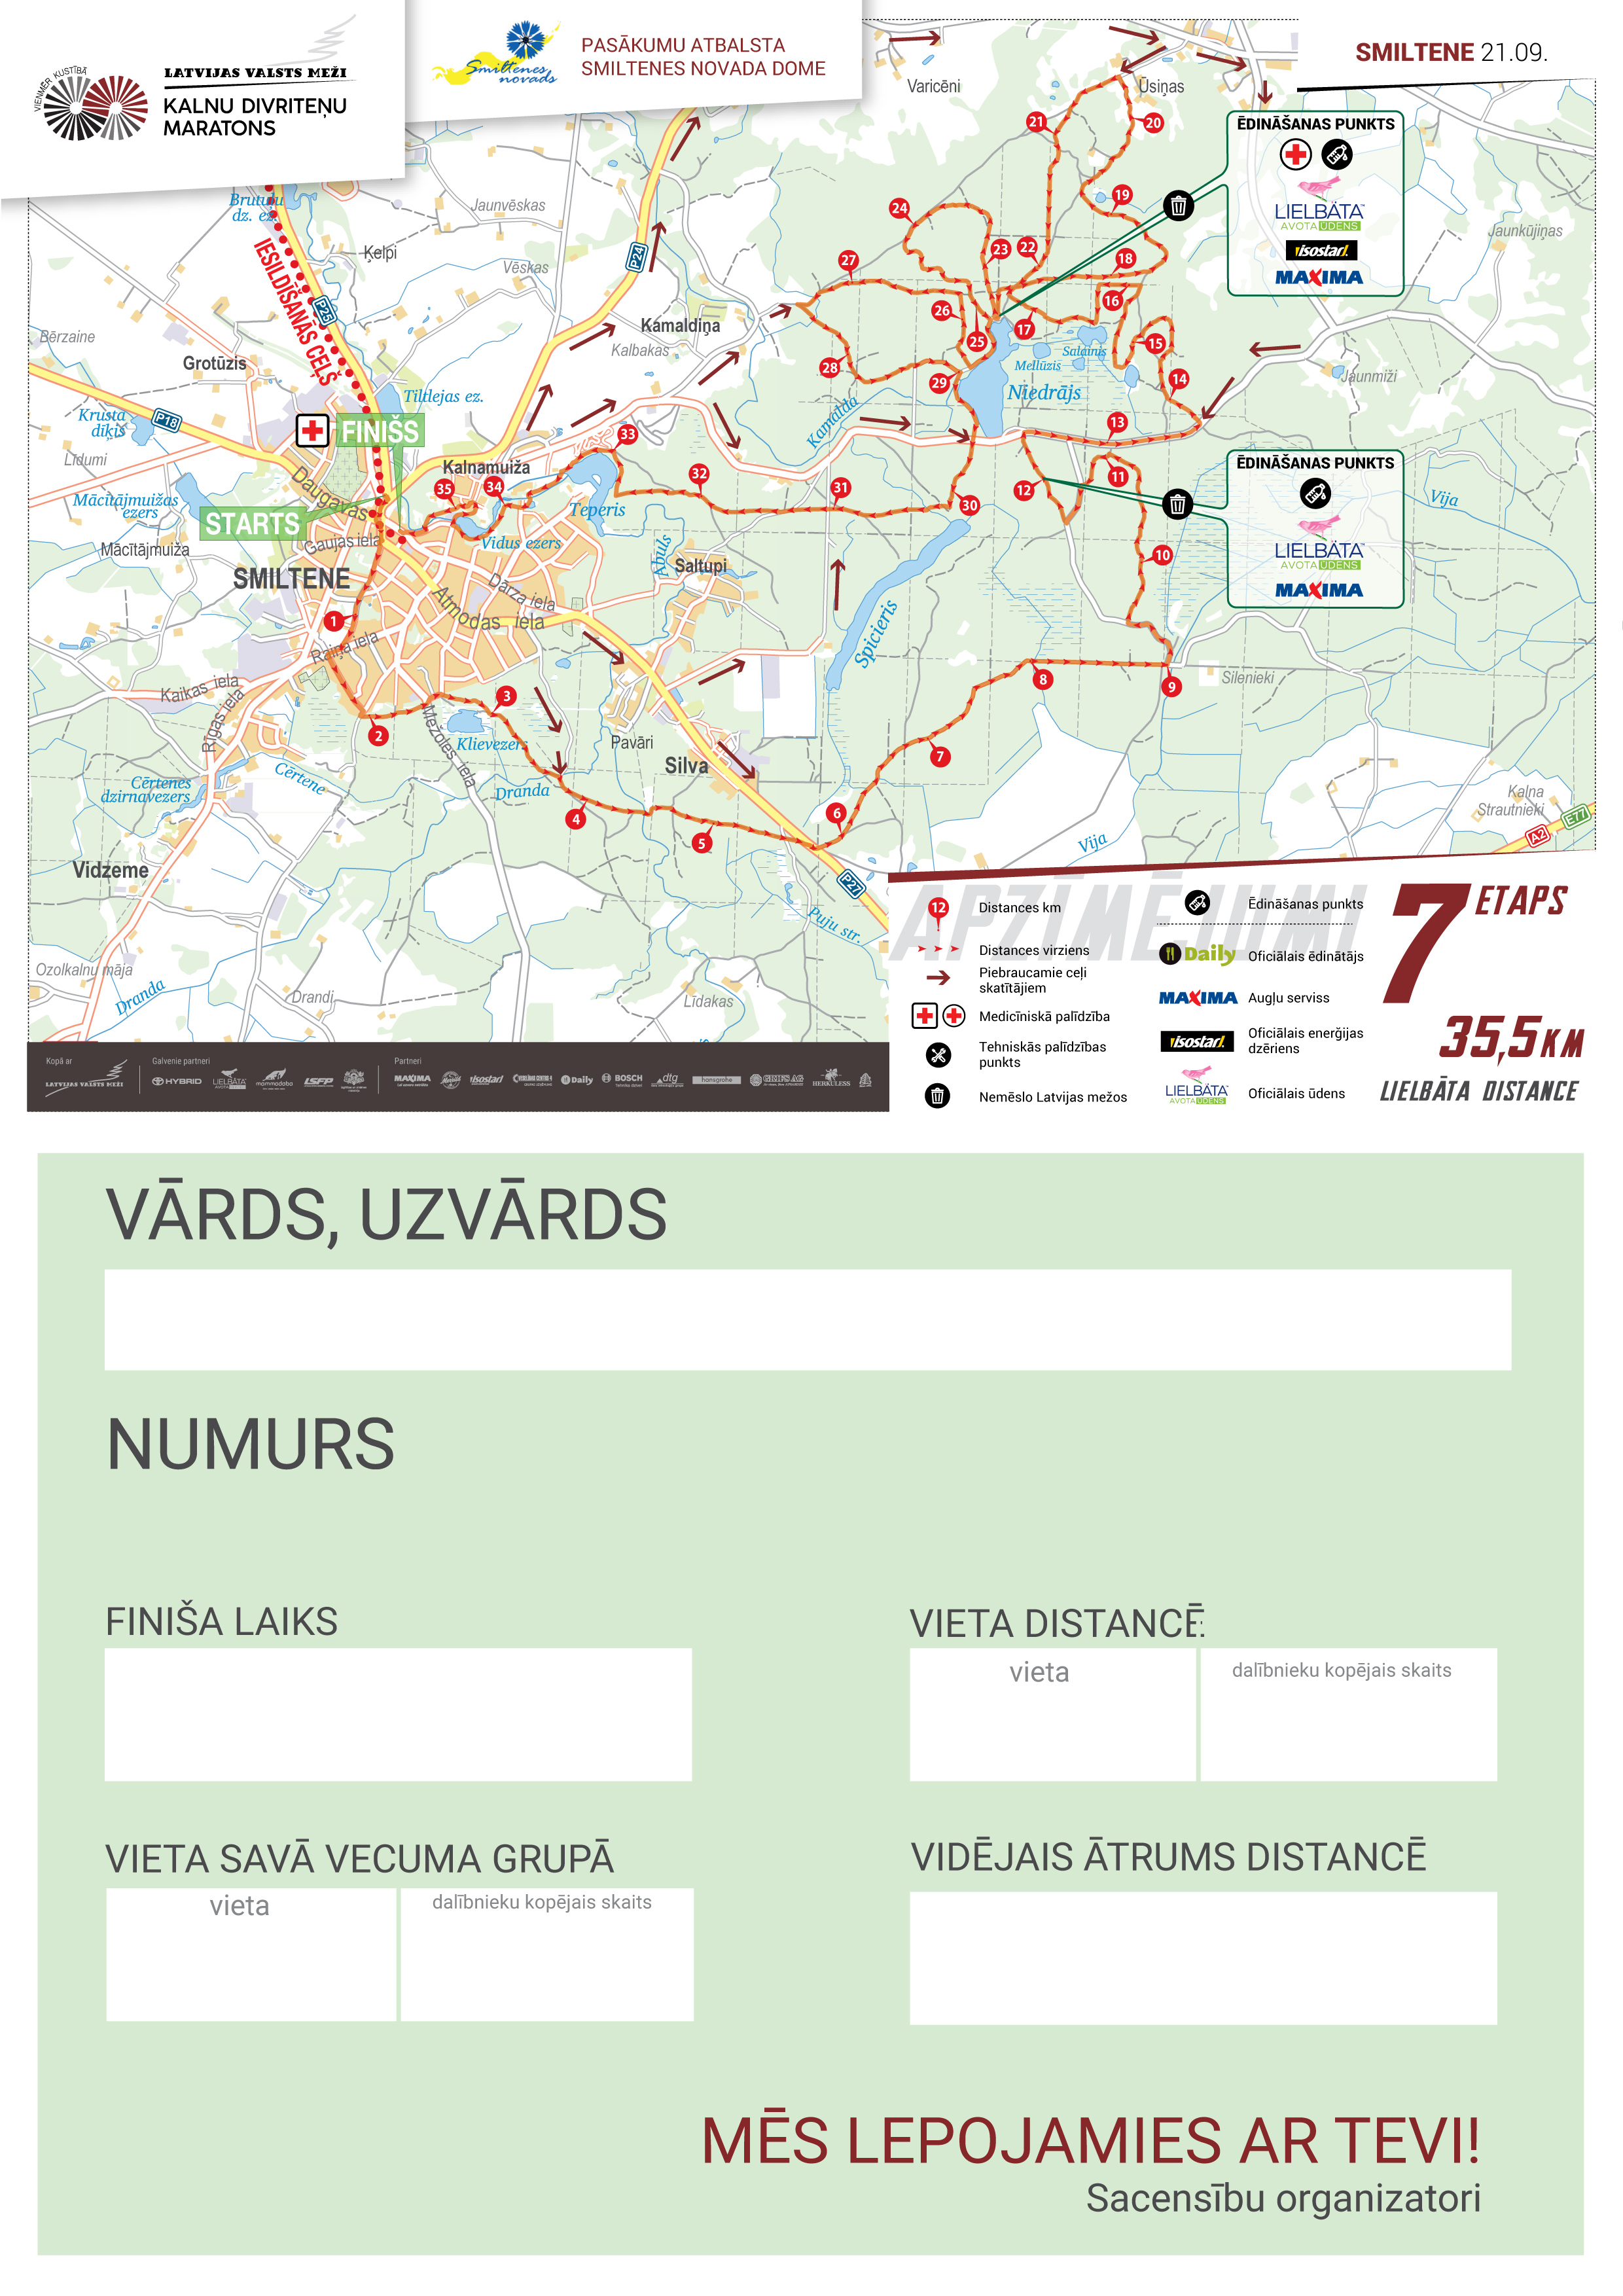 VIENMĒR KUSTĪBĀ
LATVIJAS VALSTS MEŽI
KALNU DIVRITEŅU
MARATONS
Smiltenes
novads
PASĀKUMU ATBALSTA
SMILTENES NOVADA DOME
SMILTENE 21.09.
Varicēni
Ūsiņas
21
20
ĒDINĀŠANAS PUNKTS
LIELBĀTA
AVOTA ŪDENS
isostar!
MAXIMA
Brutuļu
dz. ez.
Jaunvēskas
Ķelpi
Vēskas
P24
IESILDĪŠANĀS CEĻŠ
P23
24
19
23
22
18
27
Jaunkūjiņas
26
16
17
25
15
Kamaldiņa
Kalbakas
Bērzaine
Grotūzis
Salainis
Mellūzis
Niedrājs
28
29
14
Jaunmiži
Tiltlejas ez.
P18
Krusta
dīķis
FINIŠS
Līdumi
Kamalda
13
33
Kalnamuiža
35
34
32
31
30
12
11
ĒDINĀŠANAS PUNKTS
LIELBĀTA
AVOTA ŪDENS
MAXIMA
Vija
Mācītājmuižas
ezers
Daugavas
STARTS
Gaujas iela
Teperis
Vidus ezers
Mācītājmuiža
SMILTENE
Abuls
Saltupi
10
Dārza iela
Atmodas iela
1
Raiņa iela
Spicieris
Kaikas iela
Rīgas iela
8
9
Silenieki
3
2
Mežoles iela
Klievezers
Pavāri
Silva
7
Cērtenes
dzirnavezers
Cērtene
Dranda
4
5
6
Kalna
Strautnieki
A2
E77
Vija
Vidzeme
P27
Puju str.
Ozolkalnu māja
Dranda
Drandi
Līdakas
APZĪMĒJUMI
12
Distances km
Distances virziens
Piebraucamie ceļi
skatītājiem
Medicīniskā palīdzība
Tehniskās palīdzības
punkts
Nemēslo Latvijas mežos
Ēdināšanas punkts
Daily
Oficiālais ēdinātājs
MAXIMA
Augļu serviss
isostar!
Oficiālais enerģijas
dzēriens
LIELBĀTA
AVOTA ŪDENS
Oficiālais ūdens
7 ETAPS
35,5 KM
LIELBĀTA DISTANCE
Kopā ar
LATVIJAS VALSTS MEŽI
Galvenie partneri
HYBRID
LIELBĀTA
mammadaba
LSFP
Partneri
MAXIMA
isostar!
Daily
BOSCH
dtg
hansgrohe
GRIFS AG
HERKULESS
VĀRDS, UZVĀRDS
NUMURS
FINIŠA LAIKS
VIETA DISTANCĒ:
vieta
dalībnieku kopējais skaits
VIETA SAVĀ VECUMA GRUPĀ
vieta
dalībnieku kopējais skaits
VIDĒJAIS ĀTRUMS DISTANCĒ
MĒS LEPOJAMIES AR TEVI!
Sacensību organizatori